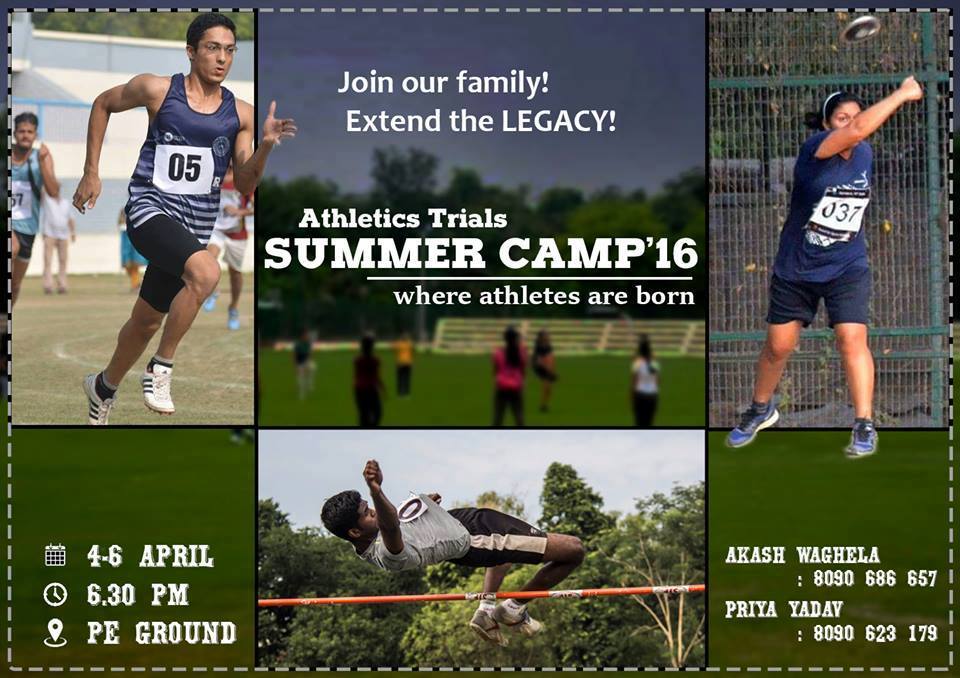 Join our family!
Extend the LEGACY!
Athletics Trials
SUMMER CAMP'16
where athletes are born
05
037
4-6 APRIL
6.30 PM
PE GROUND
AKASH WAGHELA
: 8090 686 657
PRIYA YADAV
: 8090 623 179